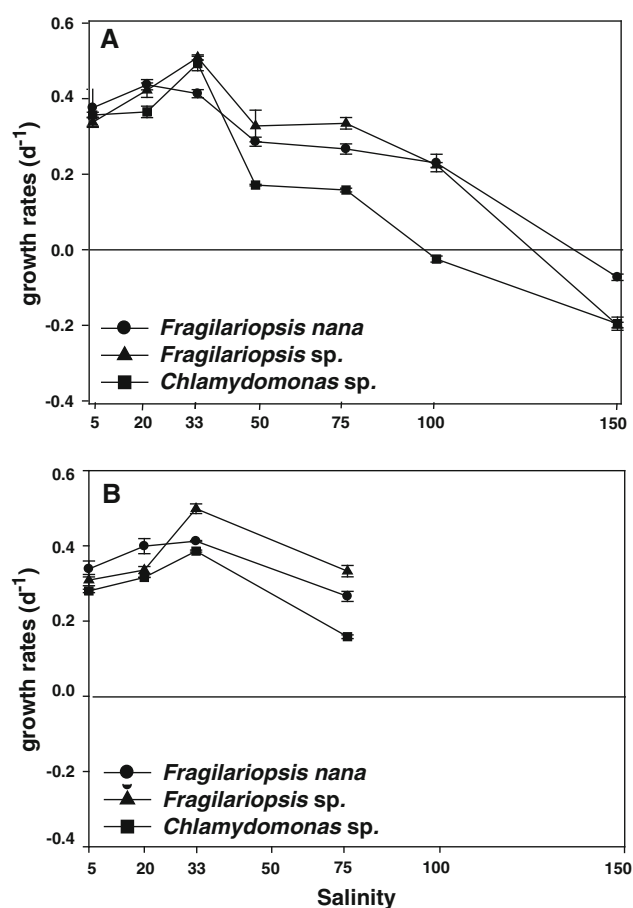 A
0.6
0.4
0.2
0.0
-0.2
-0.4
growth rates (d⁻¹)
Fragilariopsis nana
Fragilariopsis sp.
Chlamydomonas sp.
5 20 33 50 75 100 150
B
0.6
0.4
0.2
0.0
-0.2
-0.4
growth rates (d⁻¹)
Fragilariopsis nana
Fragilariopsis sp.
Chlamydomonas sp.
5 20 33 50 75 100 150
Salinity